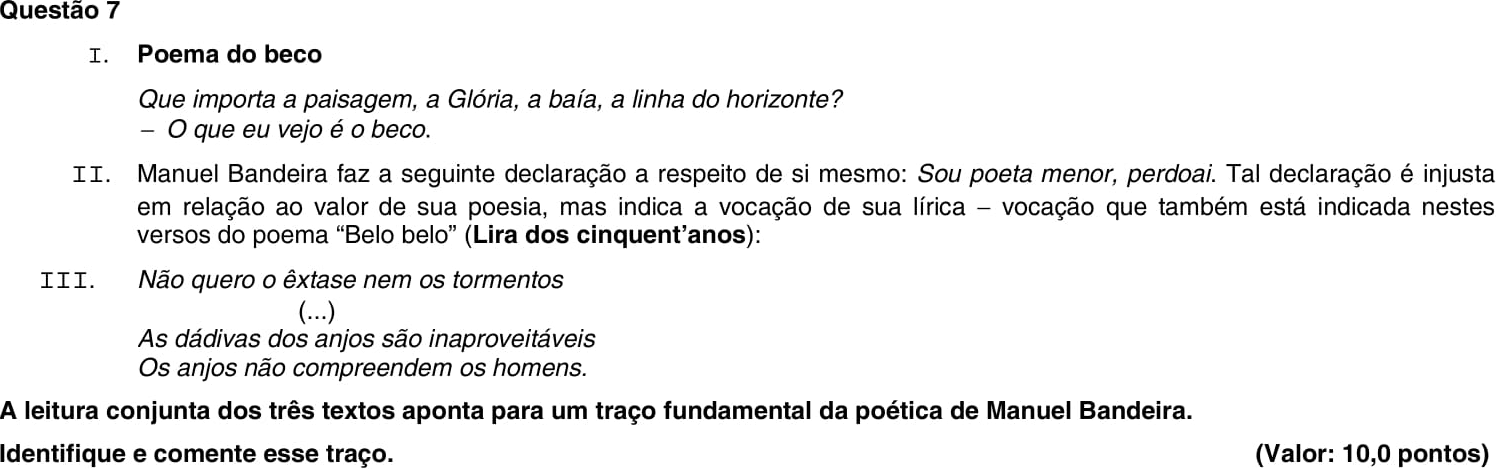 Questão 7
I. Poema do beco
Que importa a paisagem, a Glória, a baía, a linha do horizonte?
– O que eu vejo é o beco.
II. Manuel Bandeira faz a seguinte declaração a respeito de si mesmo: Sou poeta menor, perdoai. Tal declaração é injusta
em relação ao valor de sua poesia, mas indica a vocação de sua lírica – vocação que também está indicada nestes
versos do poema “Belo belo” (Lira dos cinquent’anos):
III. Não quero o êxtase nem os tormentos
(...)
As dádivas dos anjos são inaproveitáveis
Os anjos não compreendem os homens.
A leitura conjunta dos três textos aponta para um traço fundamental da poética de Manuel Bandeira.
Identifique e comente esse traço. (Valor: 10,0 pontos)